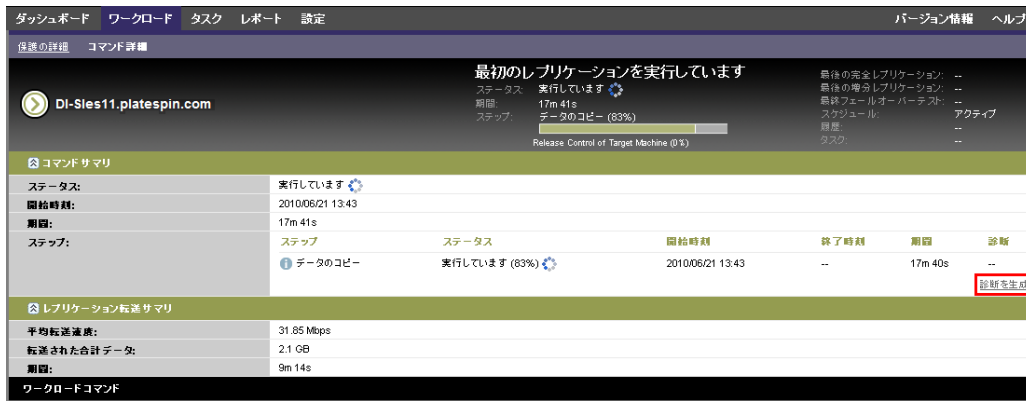 ダッシュボード ワークロード タスク レポート 設定 バージョン情報 ヘルプ
保護の詳細 コマンド詳細
最初のレプリケーションを実行しています
DI-Sles11.platespin.com
ステータス: 実行しています
期間: 17m 41s
ステップ: データのコピー (83%)
Release Control of Target Machine (0%)
最後の完全レプリケーション: --
最後の増分レプリケーション: --
最終フェールオーバーテスト: --
スケジュール: アクティブ
履歴: --
タスク: --
コマンドサマリ
ステータス: 実行しています
開始時刻: 2010/06/21 13:43
期間: 17m 41s
ステップ: ステップ ステータス 開始時刻 終了時刻 期間 診断
データのコピー 実行しています (83%) 2010/06/21 13:43 -- 17m 40s --
診断を生成
レプリケーション転送サマリ
平均転送速度: 31.85 Mbps
転送された合計データ: 2.1 GB
期間: 9m 14s
ワークロードコマンド